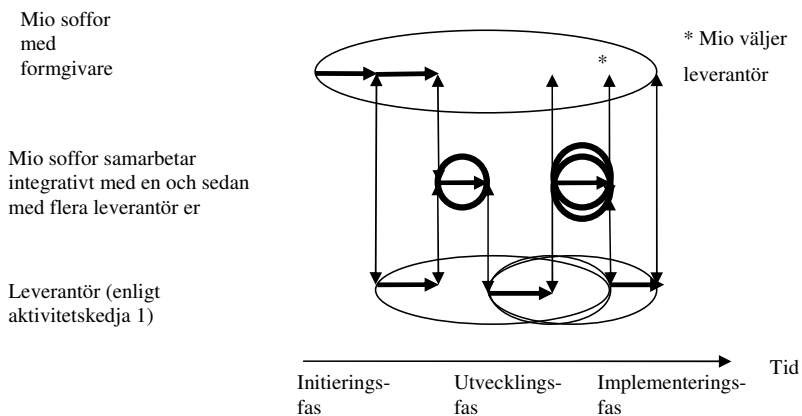 Mio soffor
med
formgivare
*
* Mio väljer
leverantör
Mio soffor samarbetar
integrativt med en och sedan
med flera leverantör er
Leverantör (enligt
aktivitetskedja 1)
Tid
Initierings-
fas
Utvecklings-
fas
Implementerings-
fas